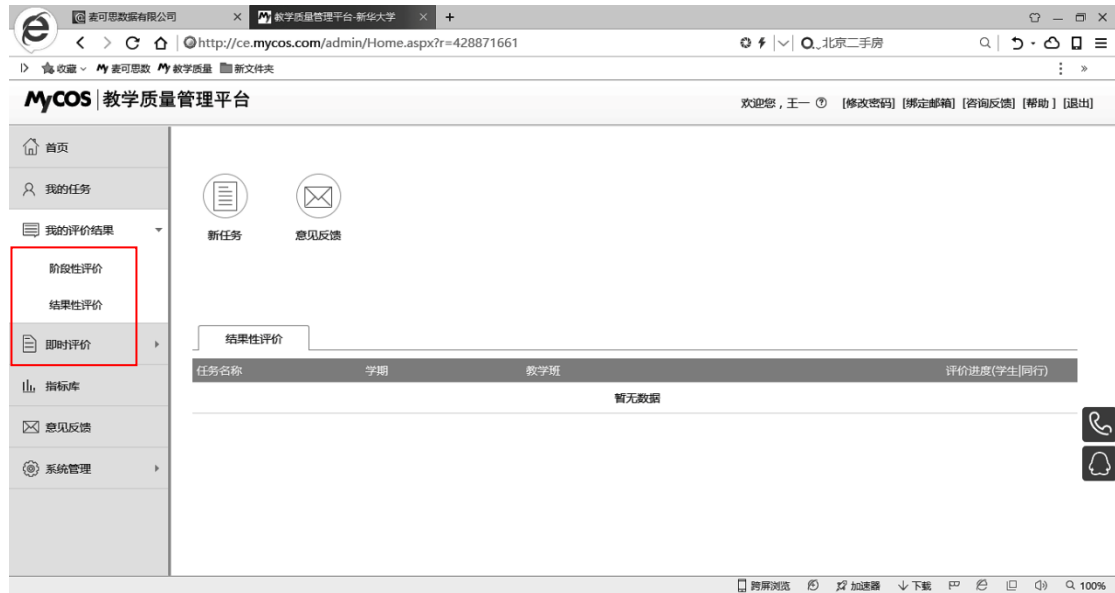 麦可思数据有限公司 教学质量管理平台-新华大学
http://ce.mycos.com/admin/Home.aspx?r=428871661 北京二手房
收藏 麦可思数 教学质量 新文件夹
MyCOS 教学质量管理平台 欢迎您，王一 [修改密码] [绑定邮箱] [咨询反馈] [帮助 ] [退出]
首页
我的任务
我的评价结果
阶段性评价
结果性评价
即时评价
指标库
意见反馈
系统管理
新任务 意见反馈
结果性评价
任务名称 学期 教学班 评价进度(学生|同行)
暂无数据
跨屏浏览 加速器 下载 100%